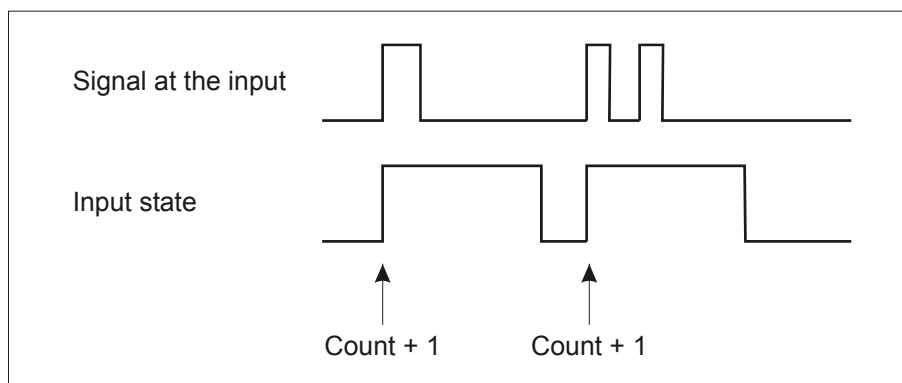 Signal at the input
Input state
Count + 1 Count + 1